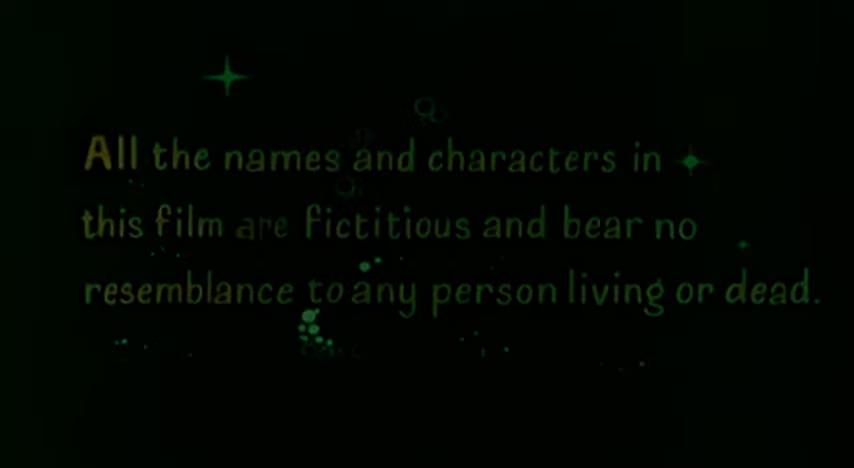 All the names and characters in
this film are fictitious and bear no
resemblance to any person living or dead.